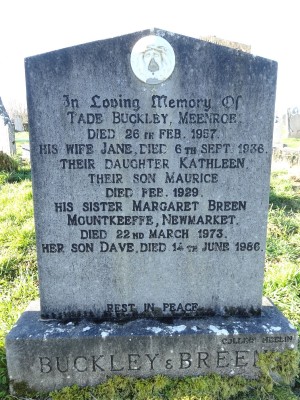 In Loving Memory Of
TADE BUCKLEY, MEENROE.
DIED 26TH FEB. 1957.
HIS WIFE JANE, DIED 6TH SEPT. 1936.
THEIR DAUGHTER KATHLEEN
THEIR SON MAURICE
DIED FEB. 1929.
HIS SISTER MARGARET BREEN
MOUNTKEEFFE, NEWMARKET.
DIED 22ND MARCH 1973.
HER SON DAVE, DIED 14TH JUNE 1986.
REST IN PEACE
BUCKLEY & BREEN